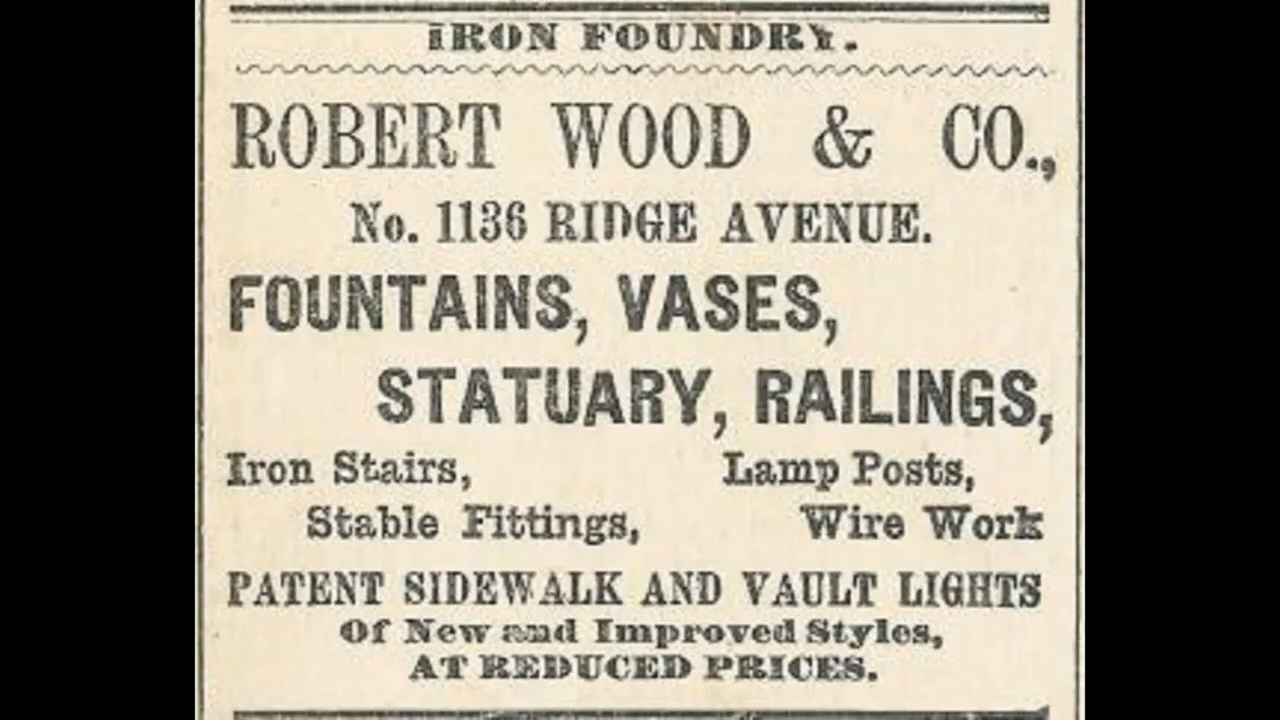 IRON FOUNDRY.
ROBERT WOOD & CO.,
No. 1136 RIDGE AVENUE.
FOUNTAINS, VASES,
STATUARY, RAILINGS,
Iron Stairs, Lamp Posts,
Stable Fittings, Wire Work
PATENT SIDEWALK AND VAULT LIGHTS
Of New and Improved Styles,
AT REDUCED PRICES.